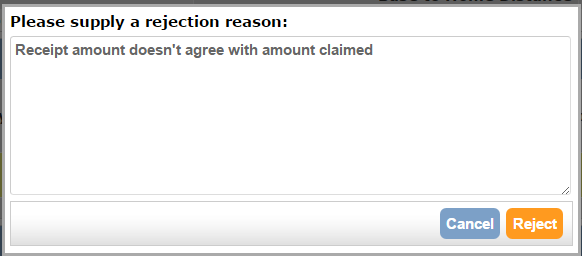 Please supply a rejection reason:
Receipt amount doesn't agree with amount claimed
Cancel Reject